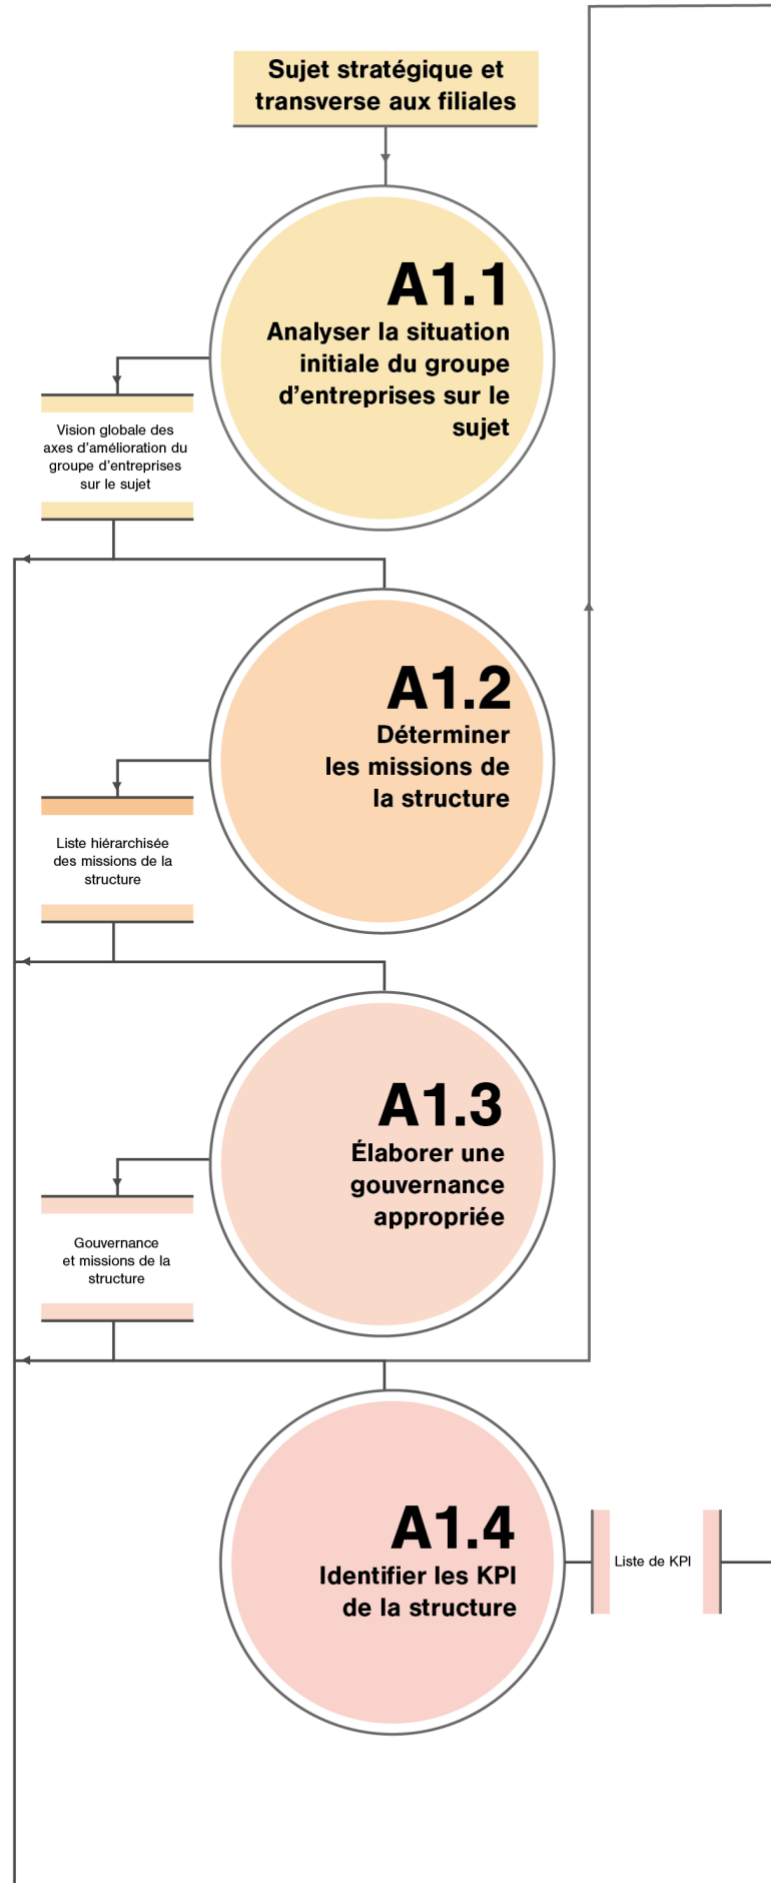 Sujet stratégique et
transverse aux filiales
A1.1
Analyser la situation
initiale du groupe
d'entreprises sur le
sujet
Vision globale des
axes d'amélioration du
groupe d'entreprises
sur le sujet
A1.2
Déterminer
les missions de
la structure
Liste hiérarchisée
des missions de la
structure
A1.3
Élaborer une
gouvernance
appropriée
Gouvernance
et missions de la
structure
A1.4
Identifier les KPI
de la structure
Liste de KPI